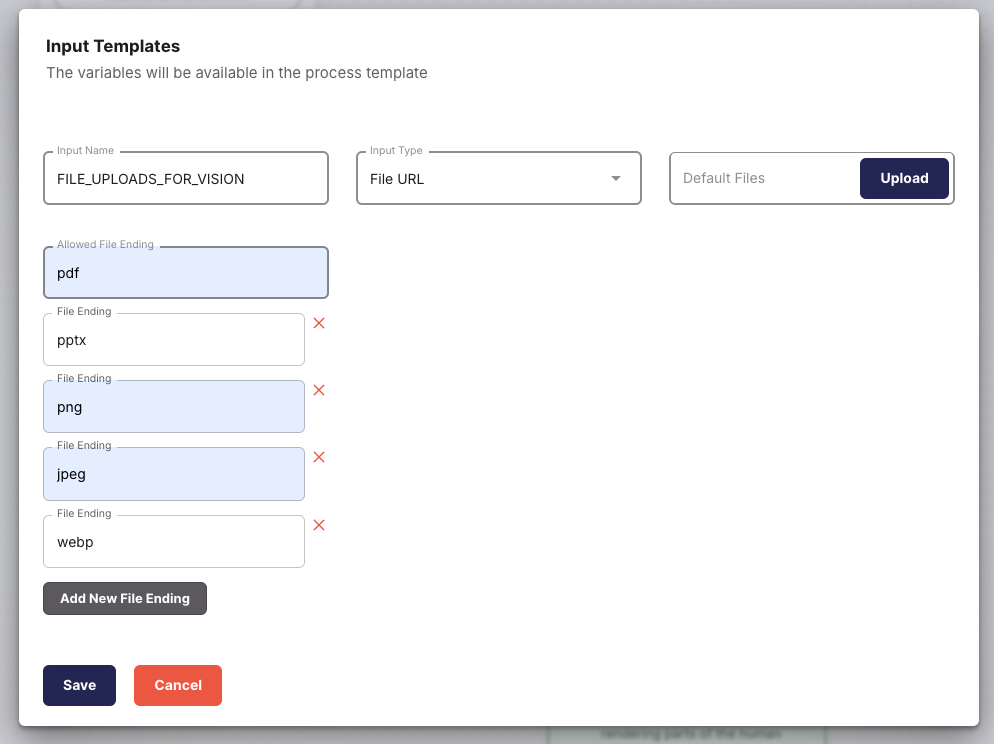 Input Templates
The variables will be available in the process template
Input Name
FILE_UPLOADS_FOR_VISION
Input Type
File URL
Default Files
Upload
Allowed File Ending
pdf
File Ending
pptx
File Ending
png
File Ending
jpeg
File Ending
webp
Add New File Ending
Save
Cancel
rendering parts of the human